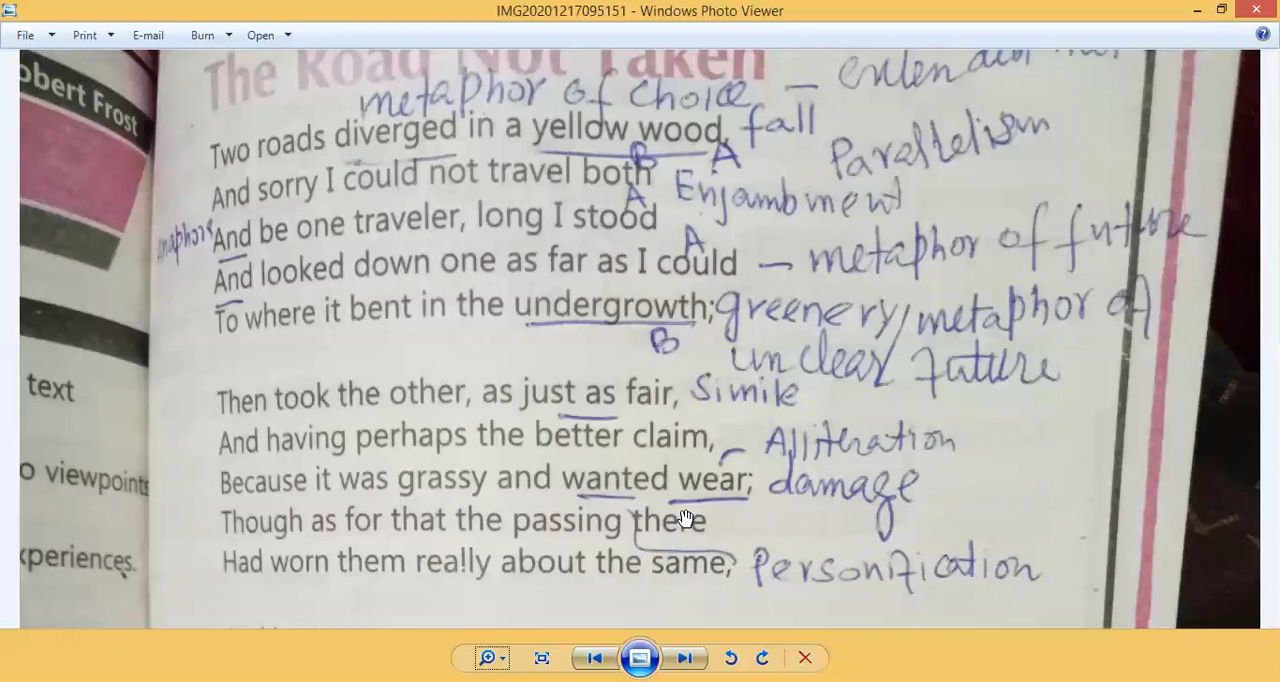 IMG20201217095151 - Windows Photo Viewer
File Print E-mail Burn Open
obert Frost
The Road Not Taken
metaphor of choice -
Two roads diverged in a yellow wood, fall
B A Parallelism
And sorry I could not travel both Enjambment
A
And be one traveler, long I stood
A
And looked down one as far as I could - metaphor of future
To where it bent in the undergrowth; greenery/metaphor of
B unclear future
text
Then took the other, as just as fair, Simile
And having perhaps the better claim, - Alliteration
o viewpoints
Because it was grassy and wanted wear; damage
Though as for that the passing there
xperiences.
Had worn them really about the same, Personification